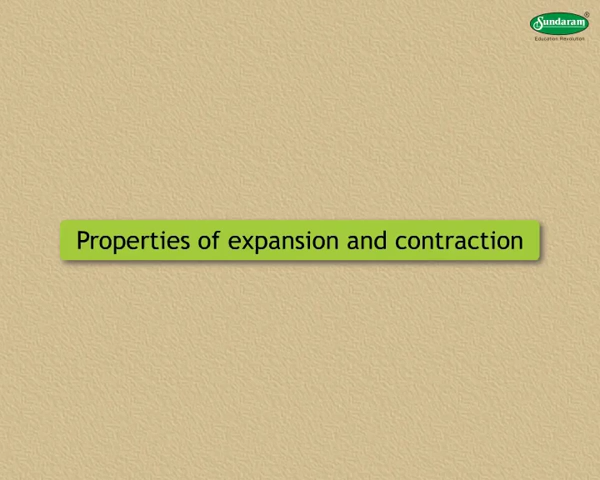 Sundaram®
Education Revolution
Properties of expansion and contraction